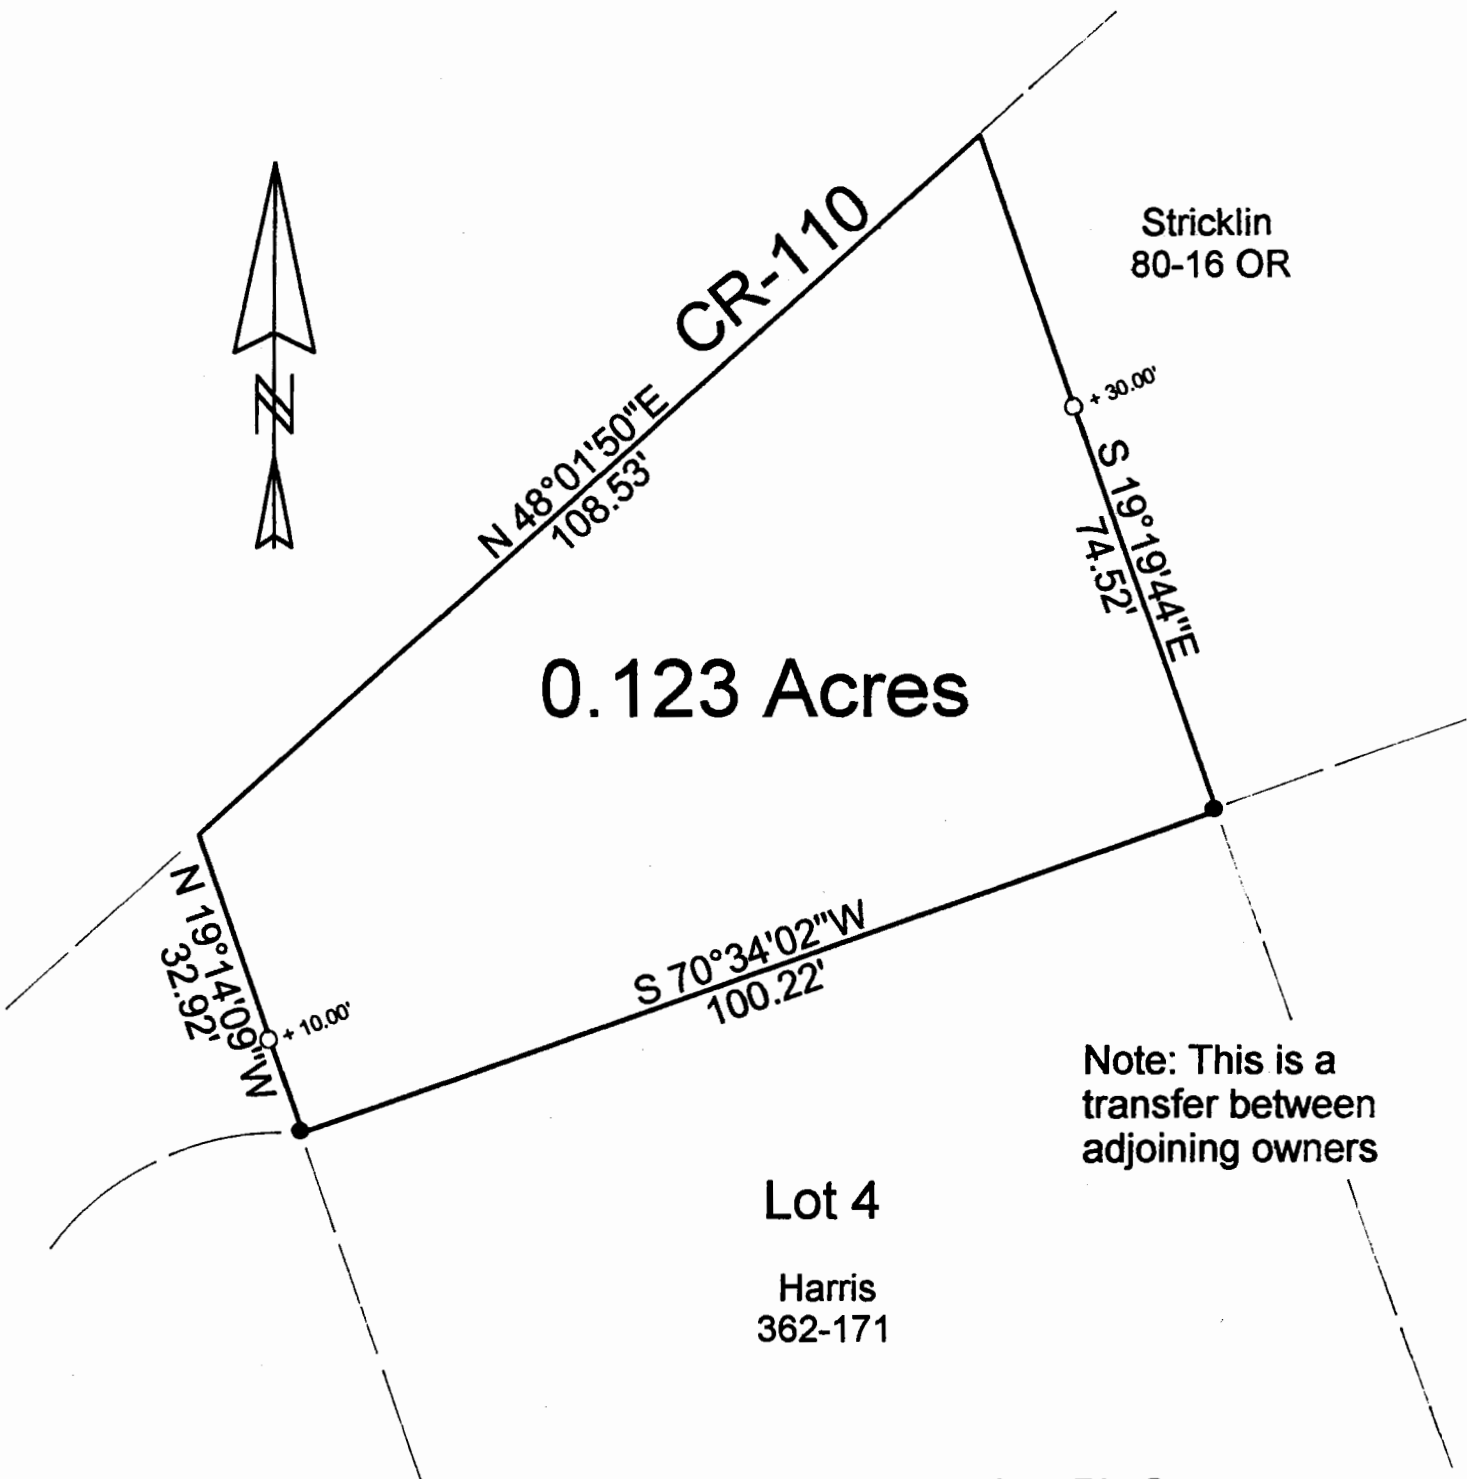 Stricklin
80-16 OR
CR-110
N
+ 30.00'
N 48°01'50"E
108.53'
S 19°19'44"E
74.52'
0.123 Acres
N 19°14'09"W
32.92'
+ 10.00'
S 70°34'02"W
100.22'
Note: This is a
transfer between
adjoining owners
Lot 4
Harris
362-171